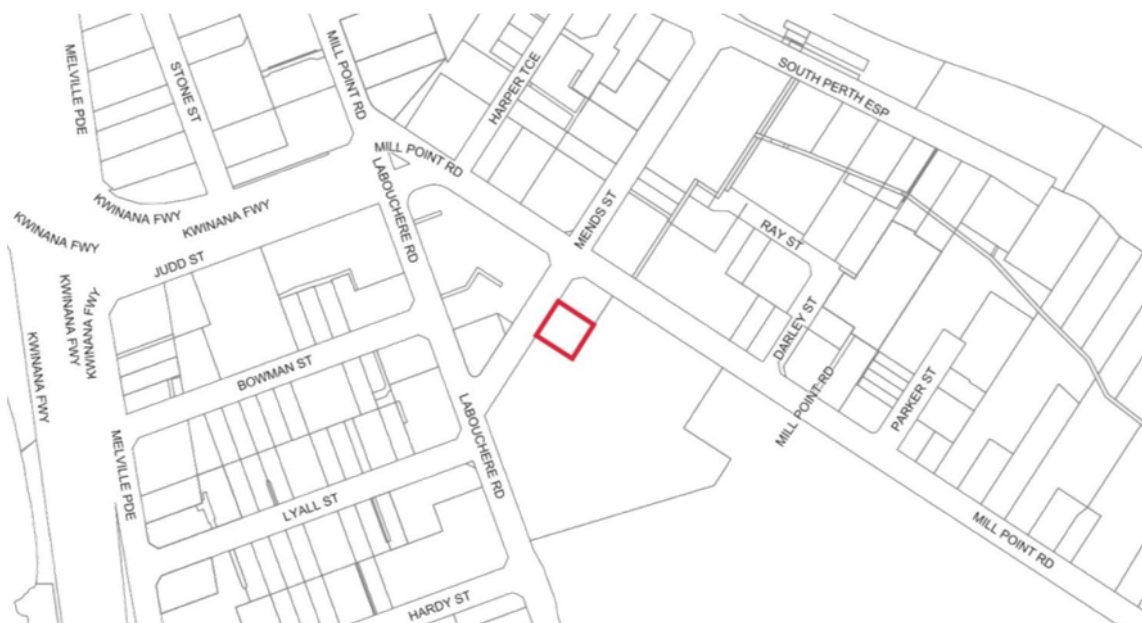 MELVILLE PDE
STONE ST
MILL POINT RD
HARPER TCE
SOUTH PERTH ESP
MILL POINT RD
LABOUCHERE RD
KWINANA FWY
KWINANA FWY
KWINANA FWY
MENDS ST
RAY ST
JUDD ST
KWINANA FWY
KWINANA FWY
KWINANA FWY
DARLEY ST
BOWMAN ST
MILL POINT RD
PARKER ST
LABOUCHERE RD
MELVILLE PDE
LYALL ST
MILL POINT RD
HARDY ST